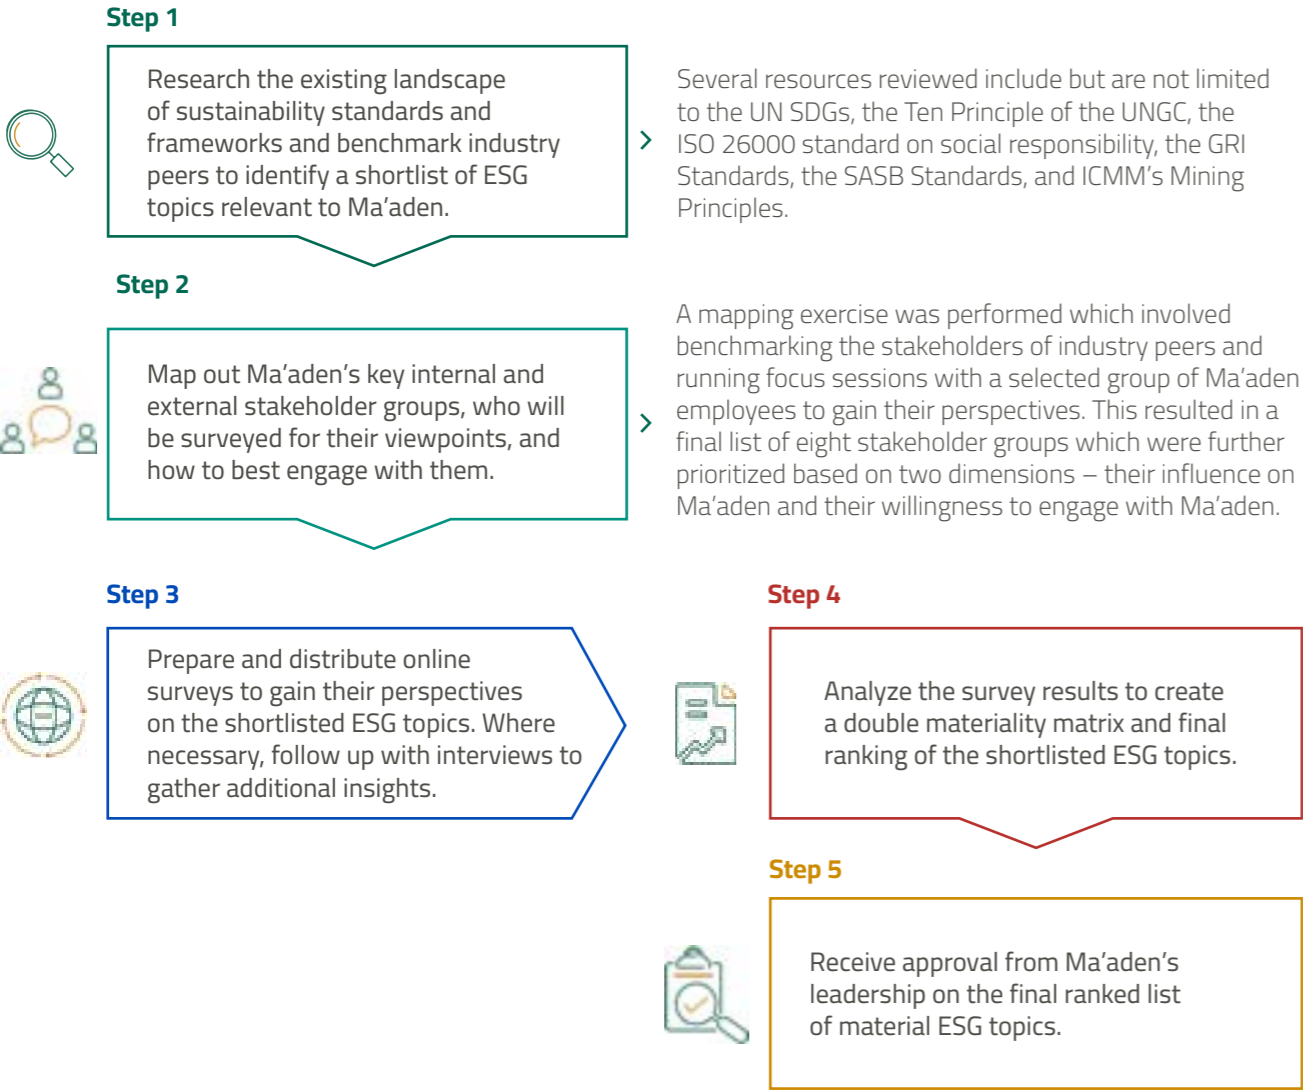 Step 1
Research the existing landscape
of sustainability standards and
frameworks and benchmark industry
peers to identify a shortlist of ESG
topics relevant to Ma'aden.
Several resources reviewed include but are not limited
to the UN SDGs, the Ten Principle of the UNGC, the
ISO 26000 standard on social responsibility, the GRI
Standards, the SASB Standards, and ICMM's Mining
Principles.
Step 2
Map out Ma'aden's key internal and
external stakeholder groups, who will
be surveyed for their viewpoints, and
how to best engage with them.
A mapping exercise was performed which involved
benchmarking the stakeholders of industry peers and
running focus sessions with a selected group of Ma'aden
employees to gain their perspectives. This resulted in a
final list of eight stakeholder groups which were further
prioritized based on two dimensions – their influence on
Ma'aden and their willingness to engage with Ma'aden.
Step 3
Prepare and distribute online
surveys to gain their perspectives
on the shortlisted ESG topics. Where
necessary, follow up with interviews to
gather additional insights.
Step 4
Analyze the survey results to create
a double materiality matrix and final
ranking of the shortlisted ESG topics.
Step 5
Receive approval from Ma'aden's
leadership on the final ranked list
of material ESG topics.